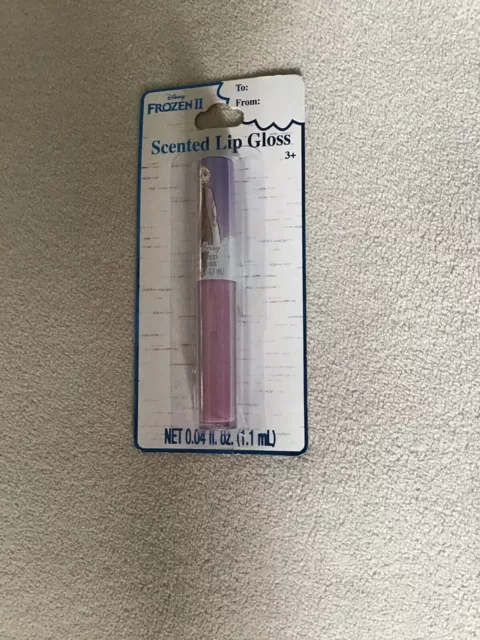 Disney
FROZEN II
To:
From:
Scented Lip Gloss
3+
NET 0.04 fl. oz. (1.1 mL)